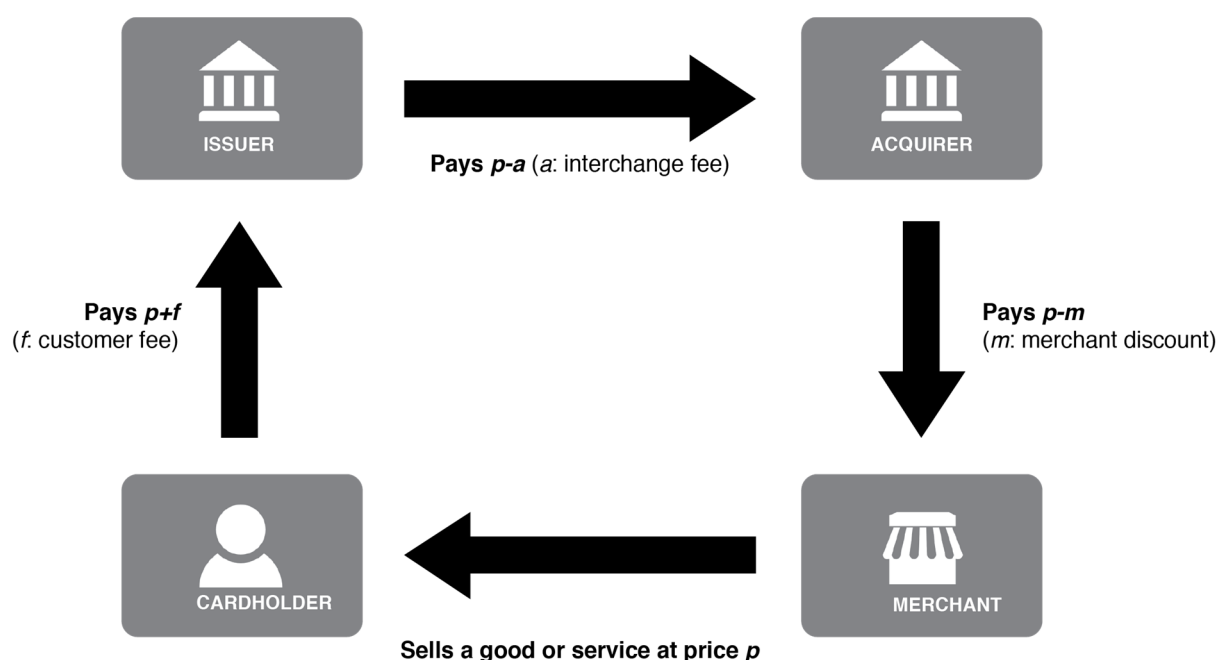 ISSUER
ACQUIRER
Pays p-a (a: interchange fee)
Pays p+f
(f: customer fee)
Pays p-m
(m: merchant discount)
CARDHOLDER
MERCHANT
Sells a good or service at price p